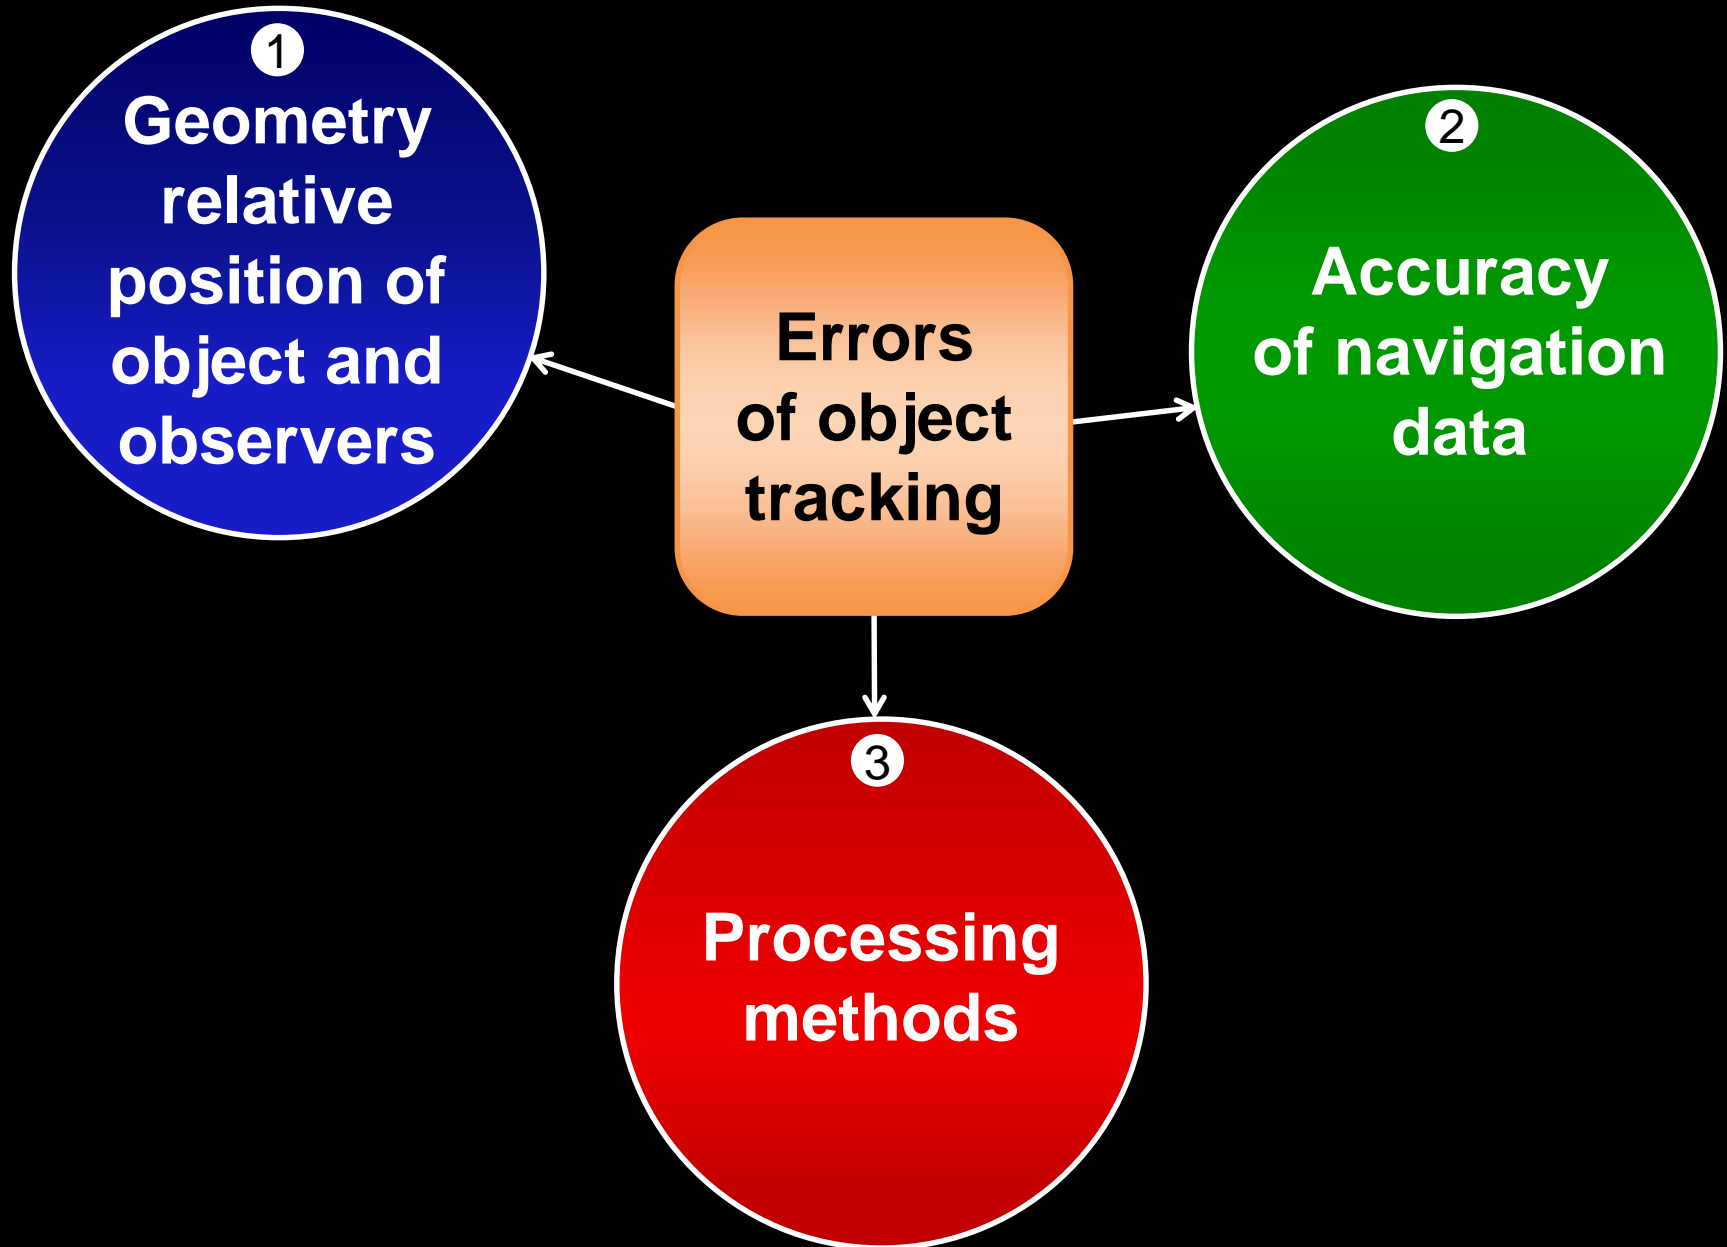 1
Geometry
relative
position of
object and
observers
Errors
of object
tracking
2
Accuracy
of navigation
data
3
Processing
methods